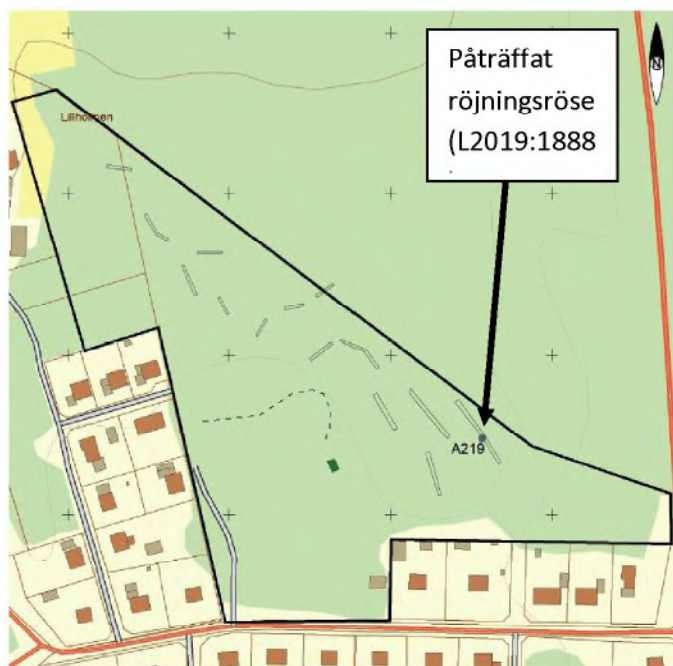 Påträffat
röjningsröse
(L2019:1888
.
N
Lillholmen
A219